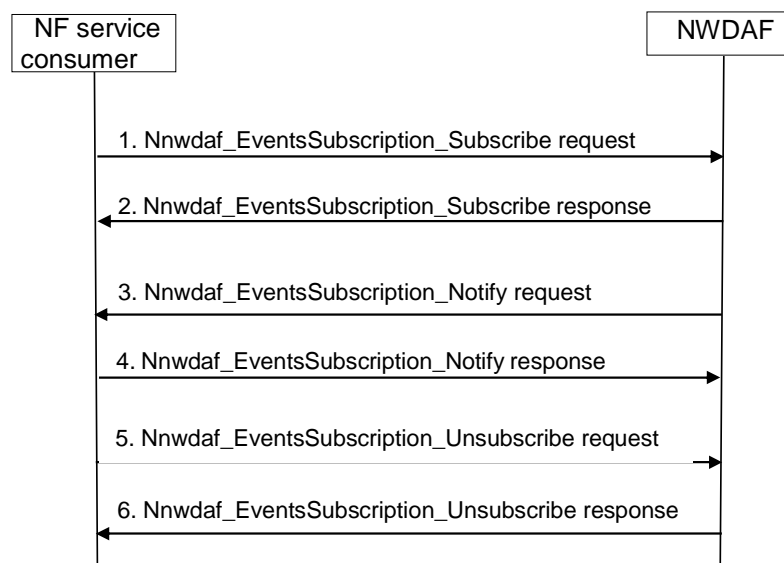 NF service
consumer
NWDAF
1. Nnwdaf_EventsSubscription_Subscribe request
2. Nnwdaf_EventsSubscription_Subscribe response
3. Nnwdaf_EventsSubscription_Notify request
4. Nnwdaf_EventsSubscription_Notify response
5. Nnwdaf_EventsSubscription_Unsubscribe request
6. Nnwdaf_EventsSubscription_Unsubscribe response